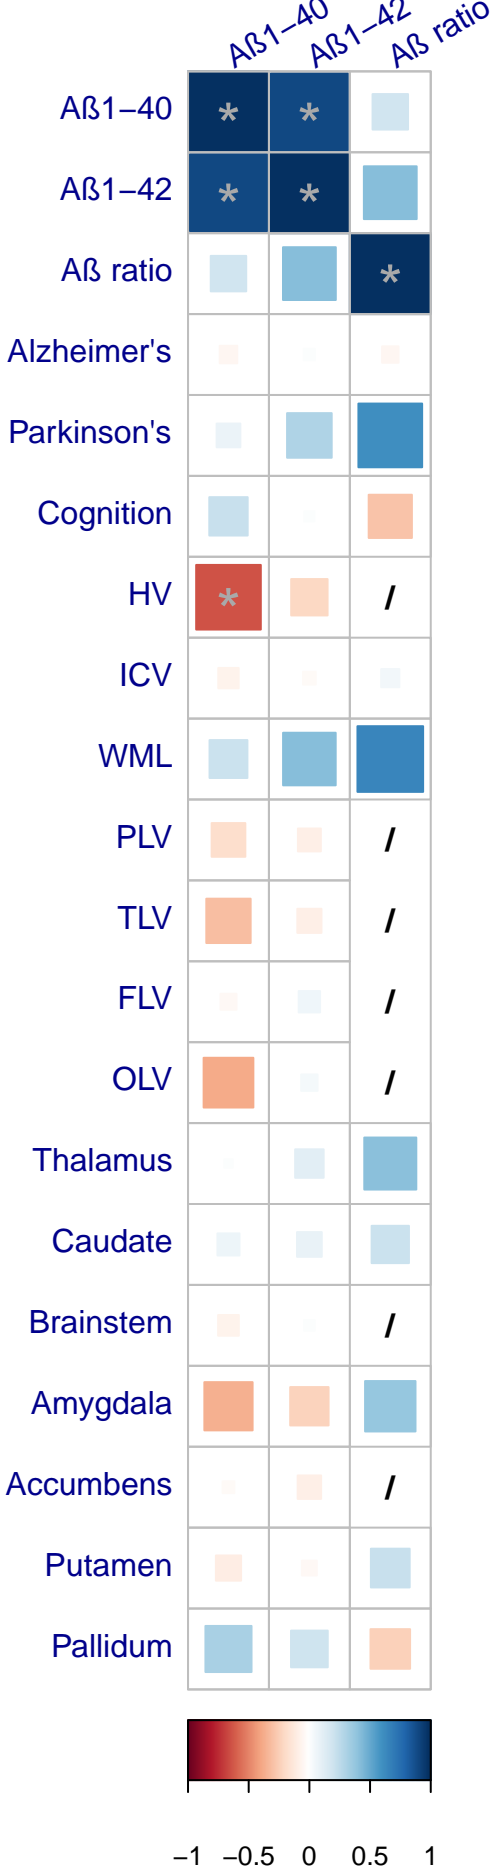 Aß1−40 Aß1−42 Aß ratio
Aß1−40 * *
Aß1−42 * *
Aß ratio *
Alzheimer's
Parkinson's
Cognition
HV * /
ICV
WML
PLV /
TLV /
FLV /
OLV /
Thalamus
Caudate
Brainstem /
Amygdala
Accumbens /
Putamen
Pallidum
−1 −0.5 0 0.5 1